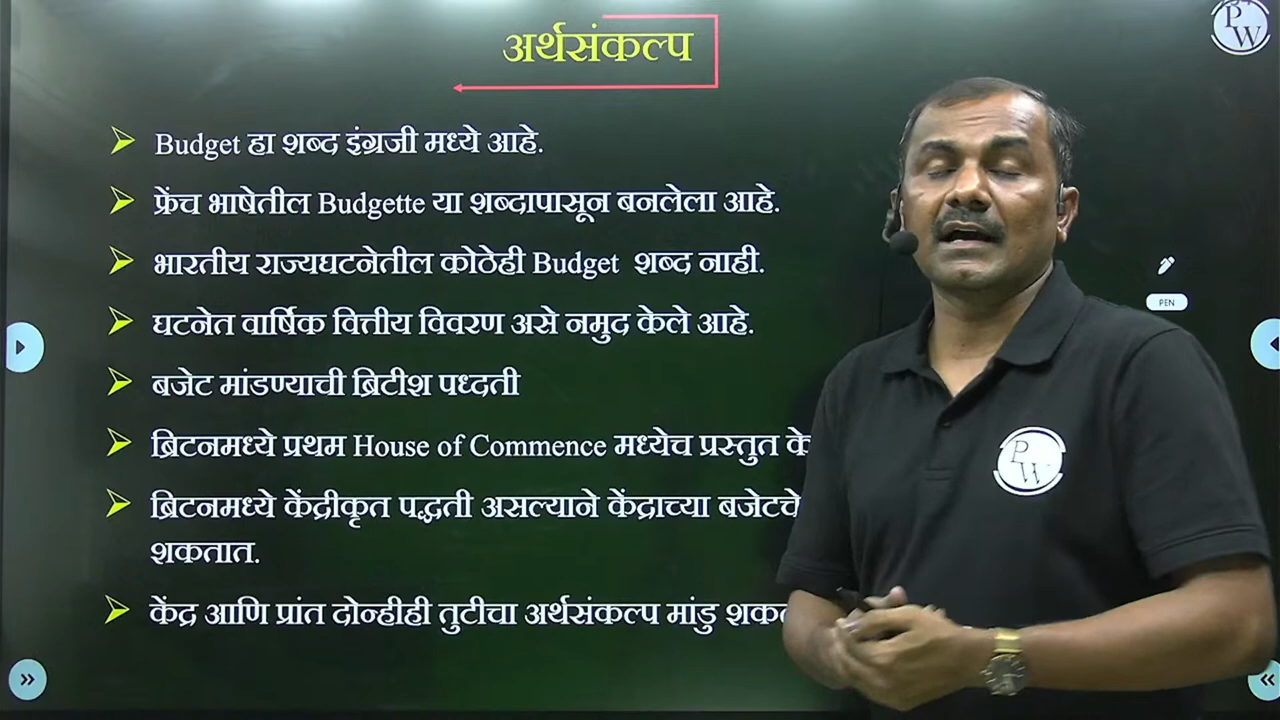 अर्थसंकल्प
PW
Budget हा शब्द इंग्रजी मध्ये आहे.
फ्रेंच भाषेतील Budgette या शब्दापासून बनलेला आहे.
भारतीय राज्यघटनेतील कोठेही Budget शब्द नाही.
PEN
घटनेत वार्षिक वित्तीय विवरण असे नमुद केले आहे.
बजेट मांडण्याची ब्रिटीश पध्दती
ब्रिटनमध्ये प्रथम House of Commence मध्येच प्रस्तुत
PW
ब्रिटनमध्ये केंद्रीकृत पद्धती असल्याने केंद्राच्या बजेटचे
शकतात.
केंद्र आणि प्रांत दोन्हीही तुटीचा अर्थसंकल्प मांडु